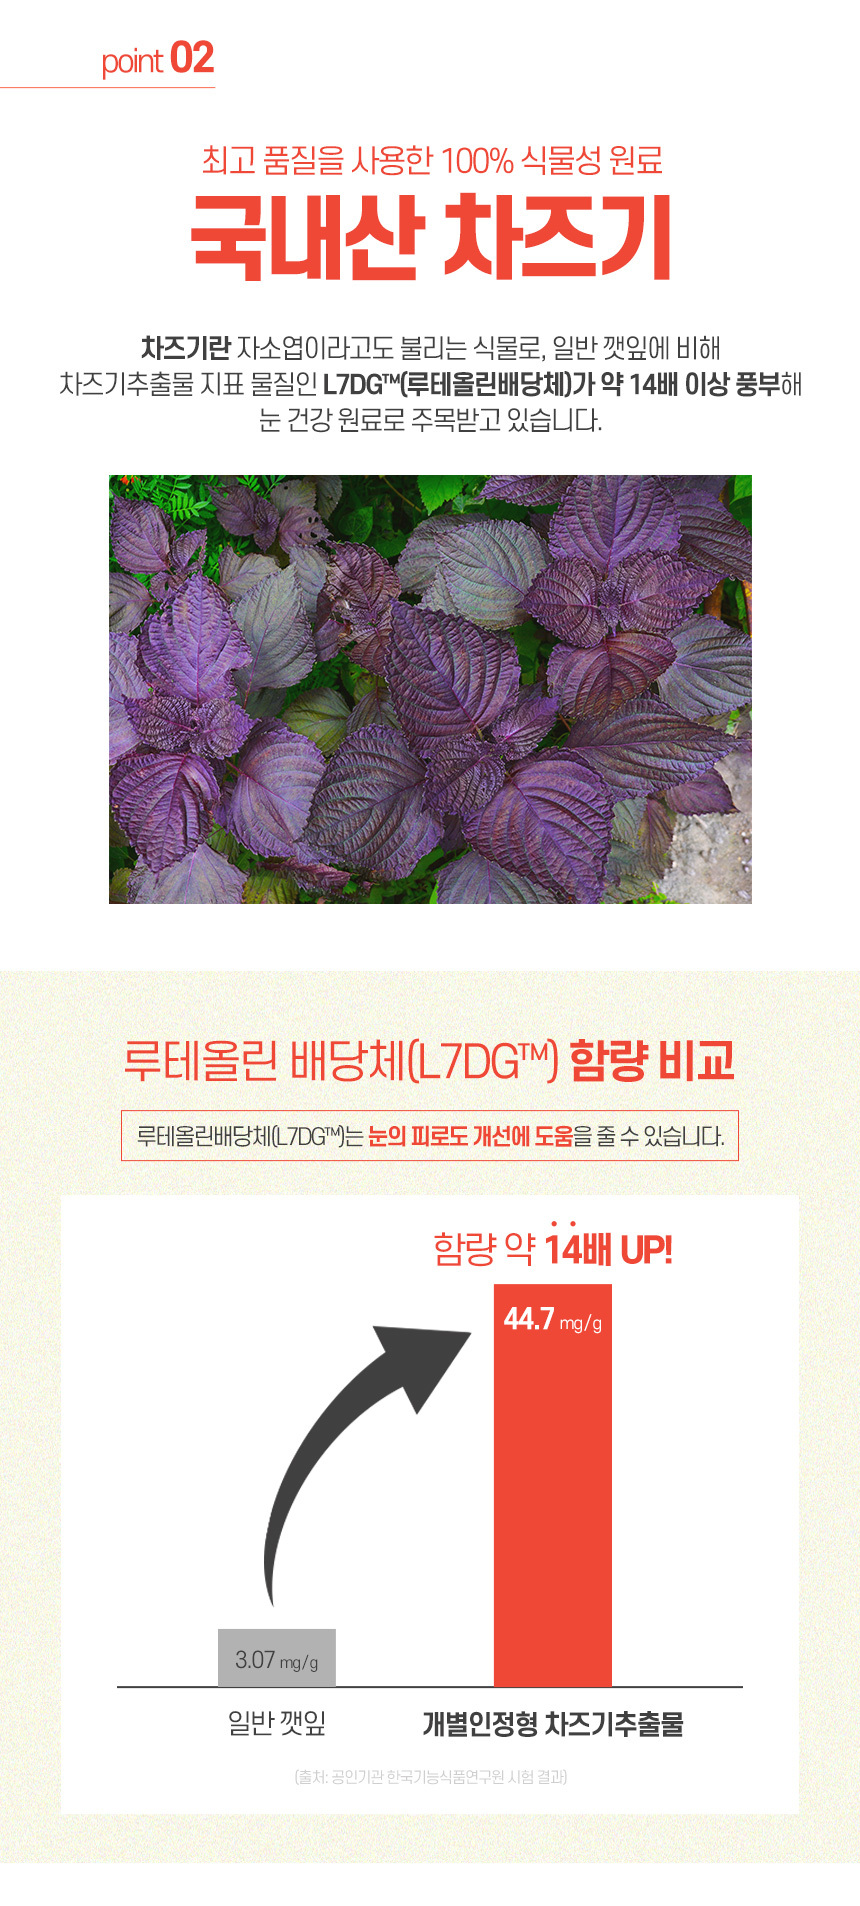 point 02
최고 품질을 사용한 100% 식물성 원료
국내산 차즈기
차즈기란 자소엽이라고도 불리는 식물로, 일반 깻잎에 비해
차즈기추출물 지표 물질인 L7DG™(루테올린배당체)가 약 14배 이상 풍부해
눈 건강 원료로 주목받고 있습니다.
루테올린 배당체(L7DG™) 함량 비교
루테올린배당체(L7DG™)는 눈의 피로도 개선에 도움을 줄 수 있습니다.
함량 약 14배 UP!
44.7 mg/g
3.07 mg/g
일반 깻잎
개별인정형 차즈기추출물
(출처: 공인기관 한국기능식품연구원 시험 결과)